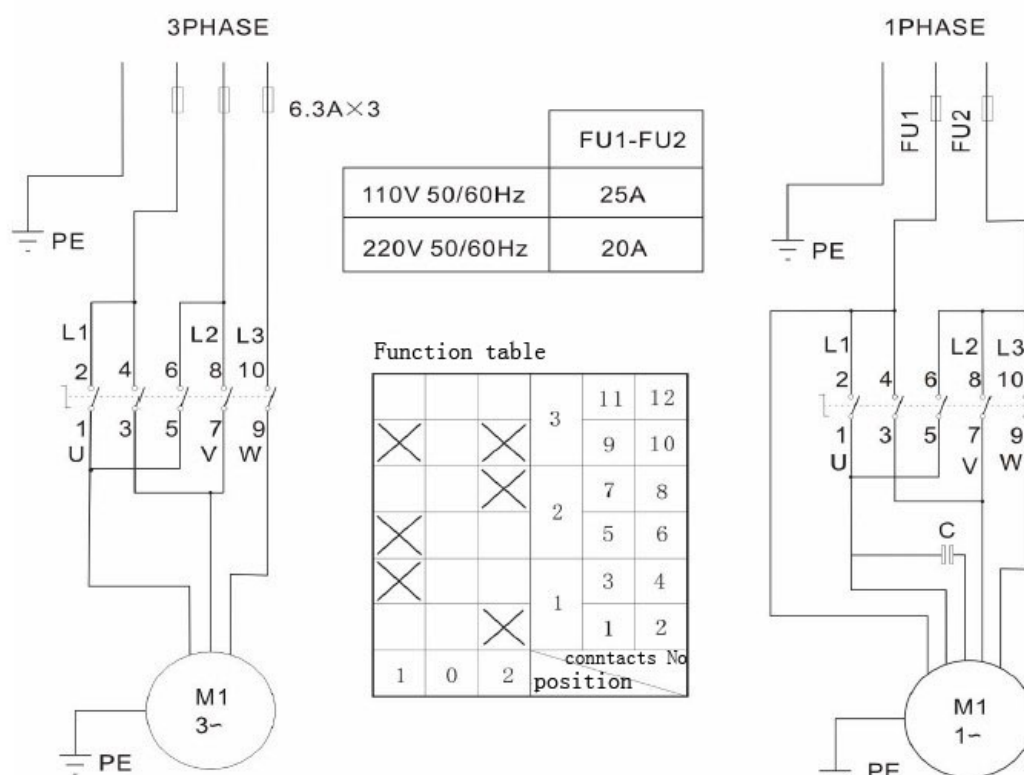 3PHASE
6.3A×3
PE
L1
L2
L3
2
4
6
8
10
1
3
5
7
9
U
V
W
M1
3~
PE
FU1-FU2
110V 50/60Hz
25A
220V 50/60Hz
20A
Function table
3
11
12
9
10
2
7
8
5
6
1
3
4
1
2
conntacts No
1
0
2
position
1PHASE
FU1
FU2
PE
L1
L2
L3
2
4
6
8
10
1
3
5
7
9
U
V
W
C
M1
1~
PE